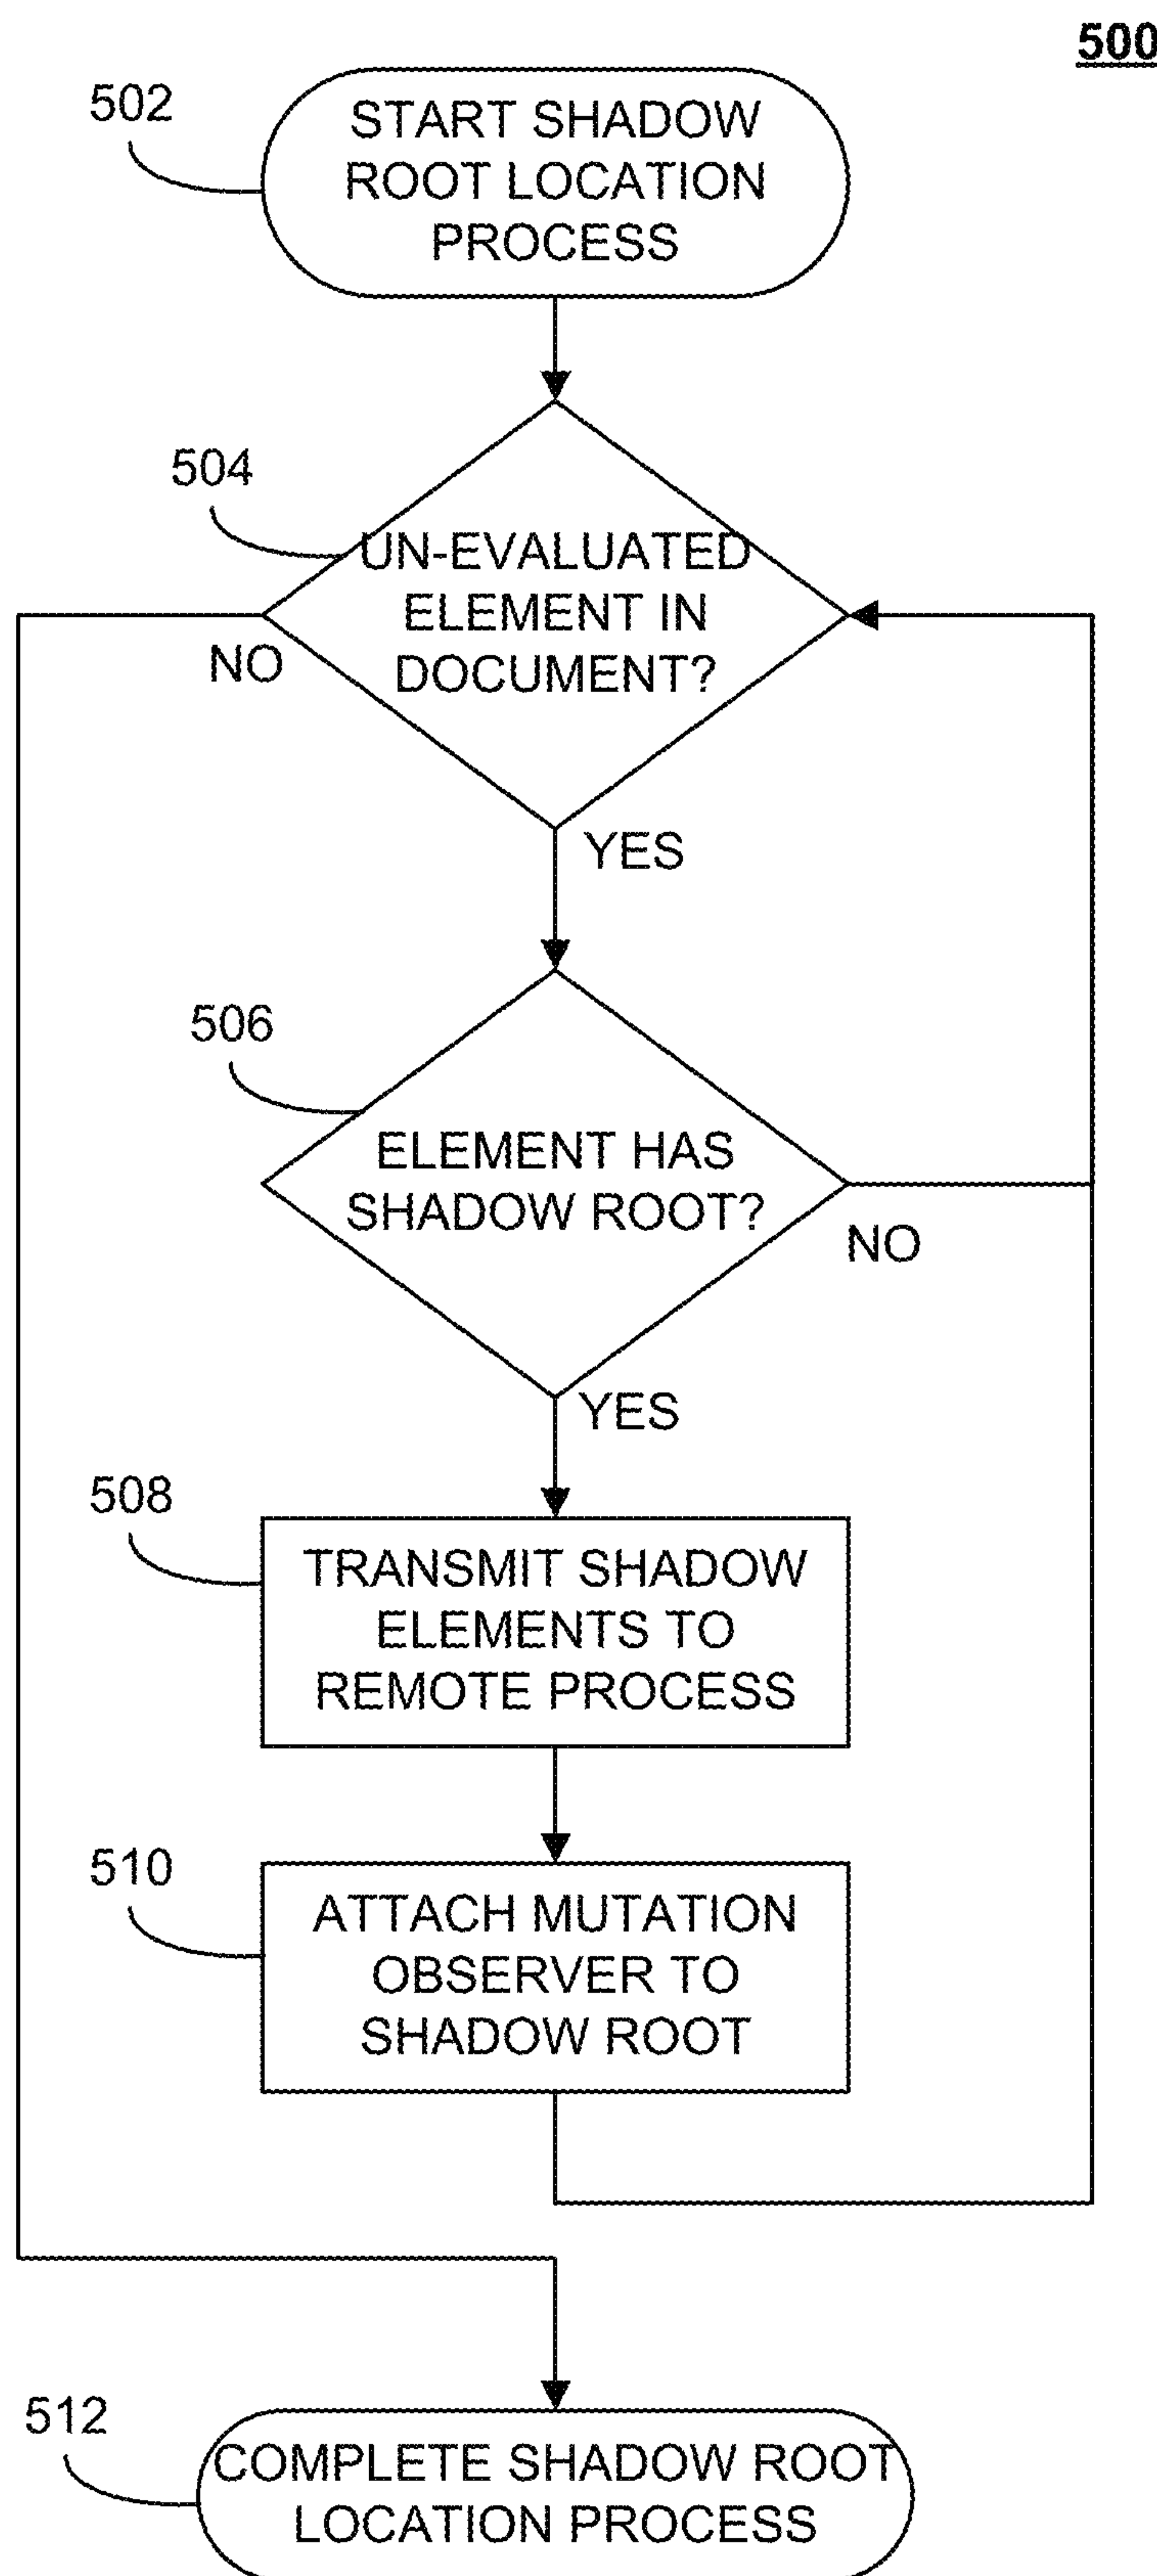 500
502
START SHADOW
ROOT LOCATION
PROCESS
504
UN-EVALUATED
ELEMENT IN
DOCUMENT?
NO
YES
506
ELEMENT HAS
SHADOW ROOT?
NO
YES
508
TRANSMIT SHADOW
ELEMENTS TO
REMOTE PROCESS
510
ATTACH MUTATION
OBSERVER TO
SHADOW ROOT
512
COMPLETE SHADOW ROOT
LOCATION PROCESS